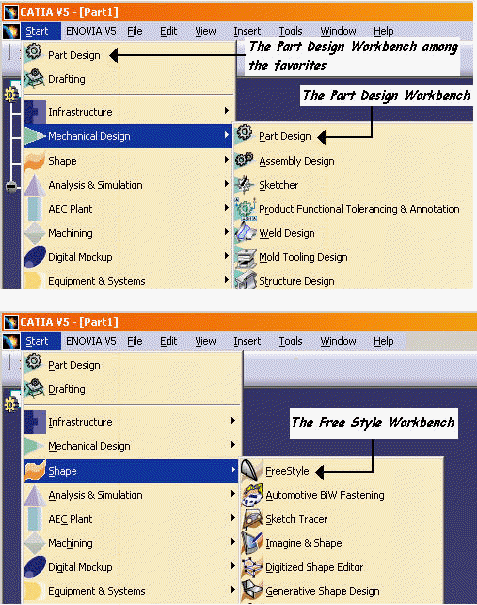 CATIA V5 - [Part1]
Start ENOVIA V5 File Edit View Insert Tools Window Help
Part Design
The Part Design Workbench among
the favorites
Drafting
The Part Design Workbench
Infrastructure
Mechanical Design
Part Design
Shape
Assembly Design
Analysis & Simulation
Sketcher
AEC Plant
Product Functional Tolerancing & Annotation
Machining
Weld Design
Digital Mockup
Mold Tooling Design
Equipment & Systems
Structure Design
CATIA V5 - [Part1]
Start ENOVIA V5 File Edit View Insert Tools Window Help
Part Design
Drafting
Infrastructure
The Free Style Workbench
Mechanical Design
Shape
FreeStyle
Analysis & Simulation
Automotive BiW Fastening
AEC Plant
Sketch Tracer
Machining
Imagine & Shape
Digital Mockup
Digitized Shape Editor
Equipment & Systems
Generative Shape Design